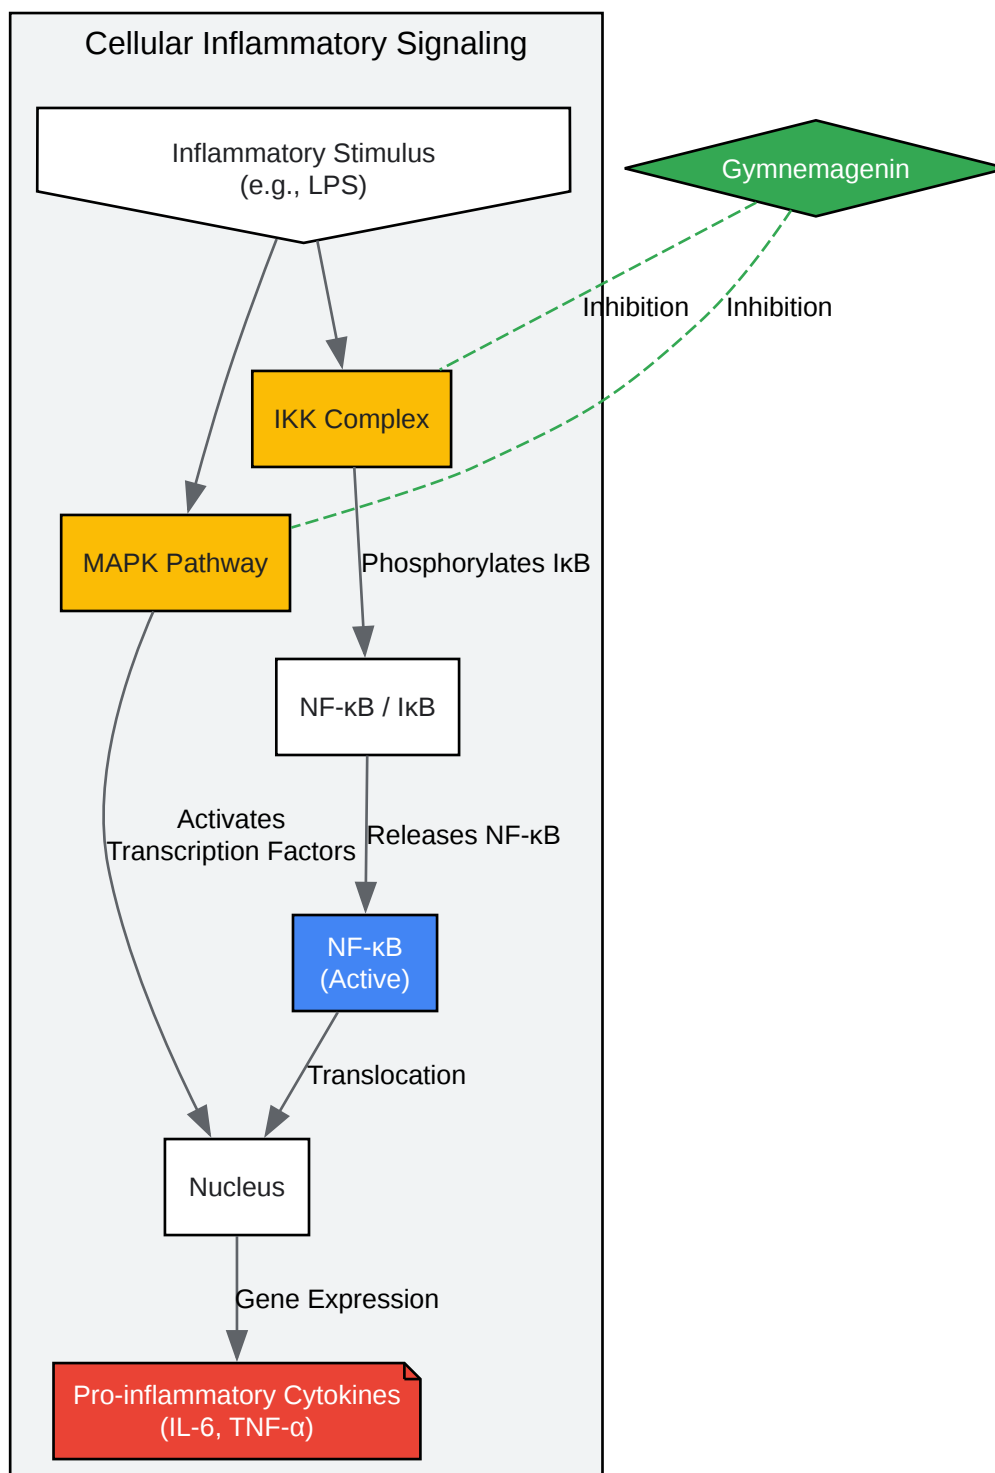 Cellular Inflammatory Signaling
Inflammatory Stimulus
(e.g., LPS)
Gymnemagenin
Inhibition
Inhibition
IKK Complex
MAPK Pathway
Phosphorylates IκB
NF-κB / IκB
Activates
Transcription Factors
Releases NF-κB
NF-κB
(Active)
Translocation
Nucleus
Gene Expression
Pro-inflammatory Cytokines
(IL-6, TNF-α)